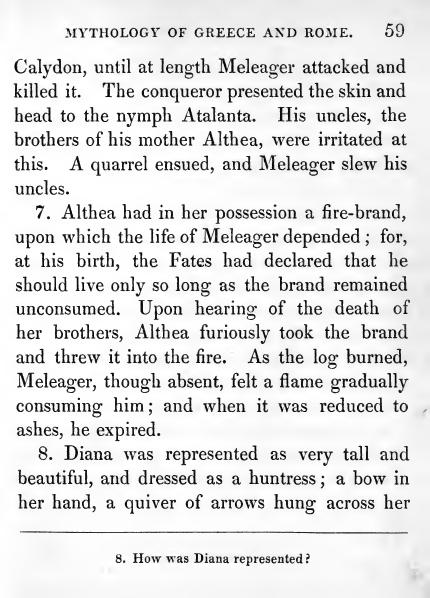 MYTHOLOGY OF GREECE AND ROME. 59
Calydon, until at length Meleager attacked and
killed it. The conqueror presented the skin and
head to the nymph Atalanta. His uncles, the
brothers of his mother Althea, were irritated at
this. A quarrel ensued, and Meleager slew his
uncles.
7. Althea had in her possession a fire-brand,
upon which the life of Meleager depended; for,
at his birth, the Fates had declared that he
should live only so long as the brand remained
unconsumed. Upon hearing of the death of
her brothers, Althea furiously took the brand
and threw it into the fire. As the log burned,
Meleager, though absent, felt a flame gradually
consuming him; and when it was reduced to
ashes, he expired.
8. Diana was represented as very tall and
beautiful, and dressed as a huntress; a bow in
her hand, a quiver of arrows hung across her
8. How was Diana represented?